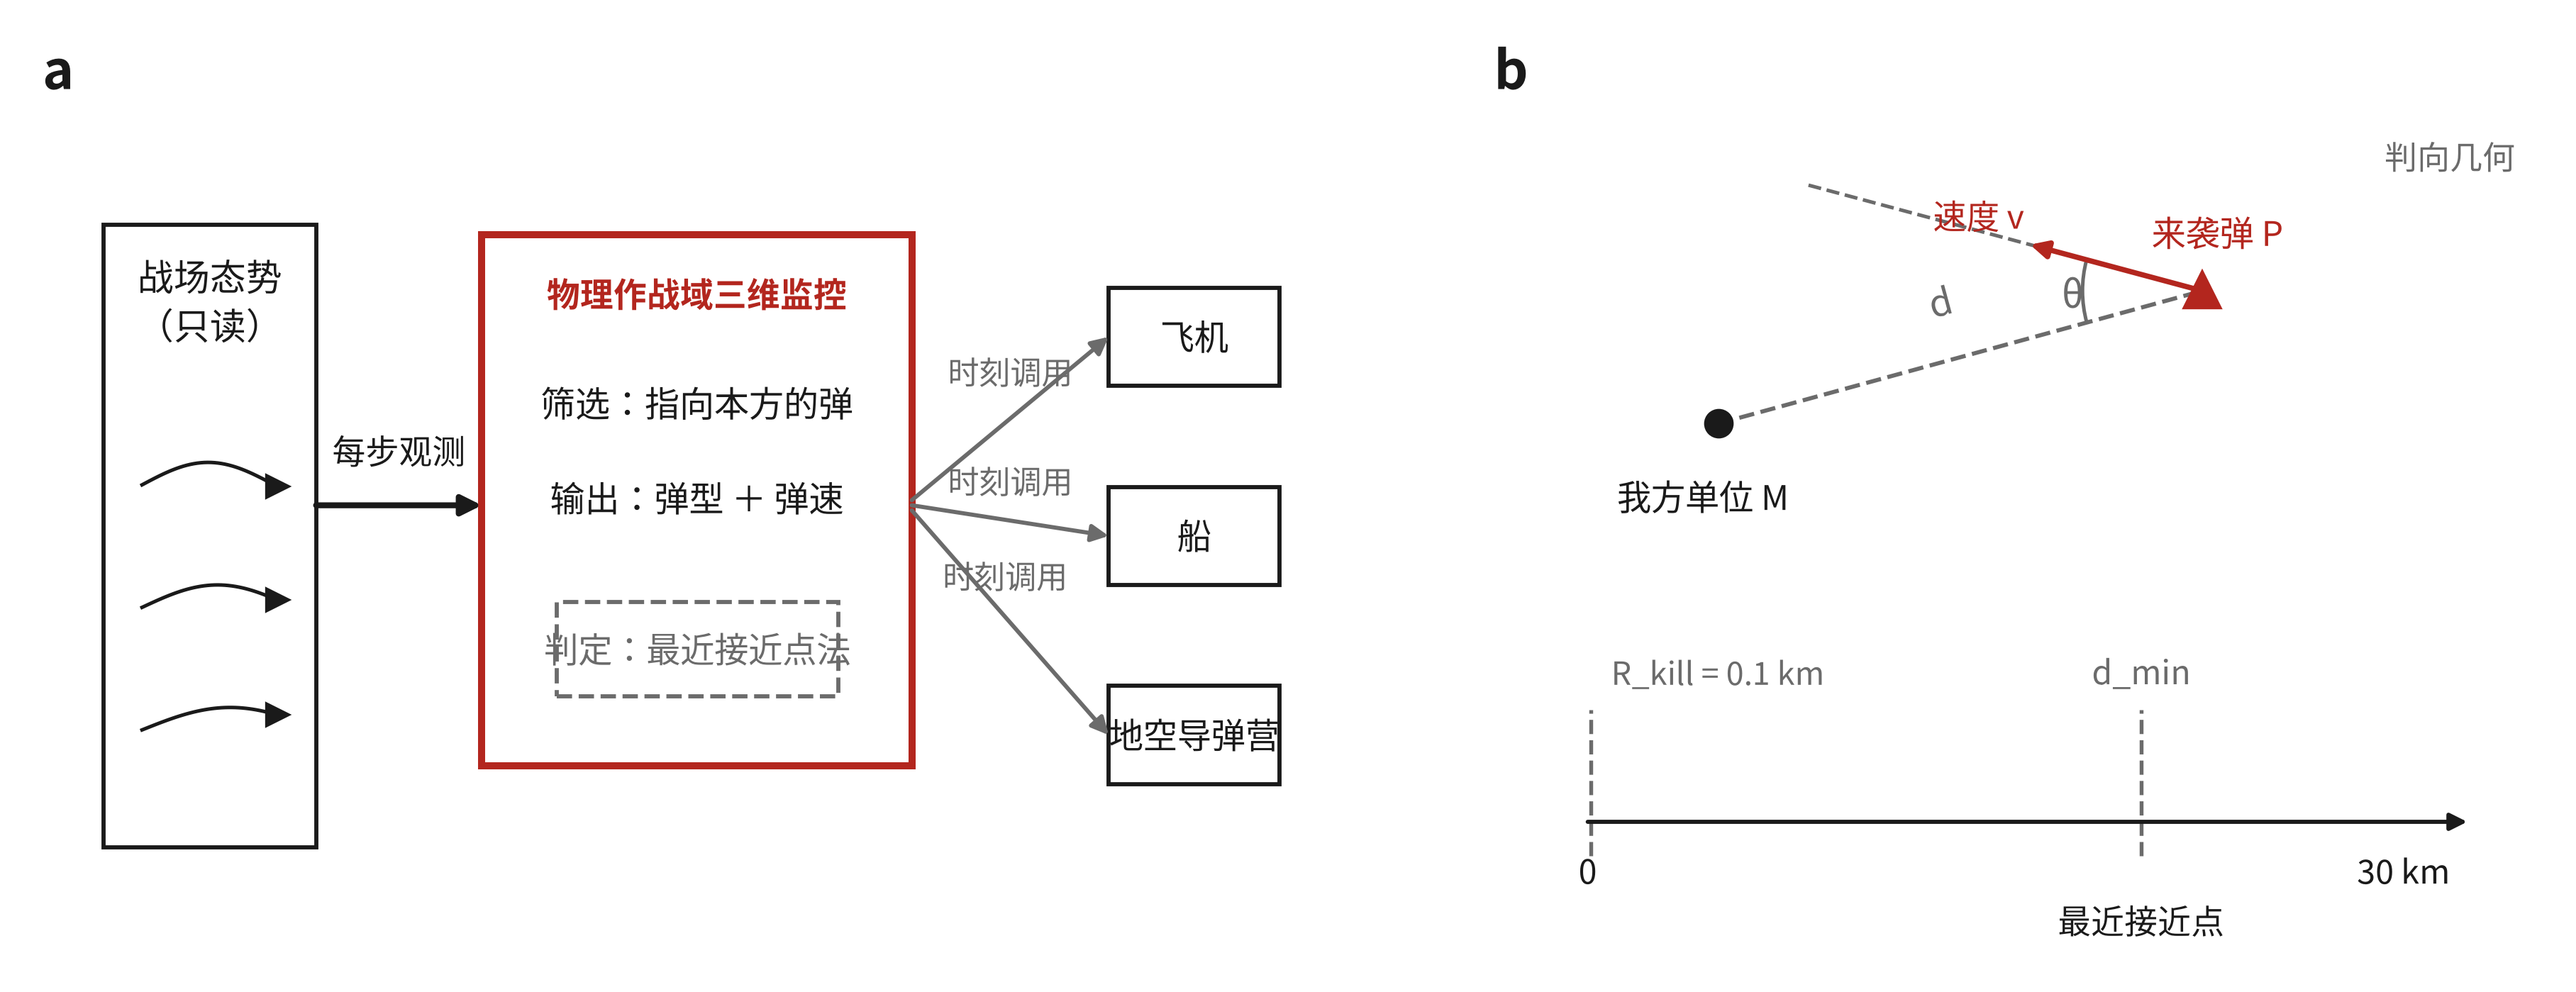 a
战场态势
（只读）
每步观测
物理作战域三维监控
筛选：指向本方的弹
输出：弹型 + 弹速
判定：最近接近点法
时刻调用
时刻调用
时刻调用
飞机
船
地空导弹营
b
判向几何
速度 v
来袭弹 P
d
θ
我方单位 M
R_kill = 0.1 km
d_min
0
30 km
最近接近点